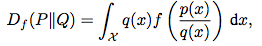 $D_f(P\|Q) = \int_{\mathcal{X}} q(x) f\left(\frac{p(x)}{q(x)}\right) \mathrm{d}x,$